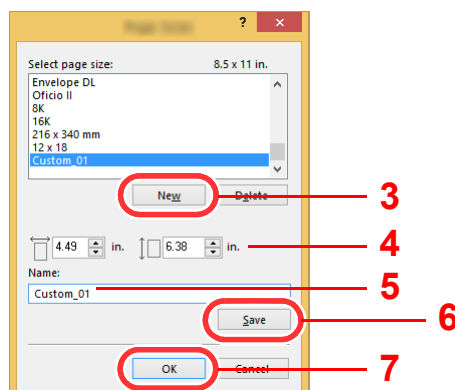 ?
Select page size: 8.5 x 11 in.
Envelope DL
Oficio II
8K
16K
216 x 340 mm
12 x 18
Custom_01
New Delete 3
4.49 in. 6.38 in. 4
Name: 5
Custom_01
Save 6
OK Cancel 7